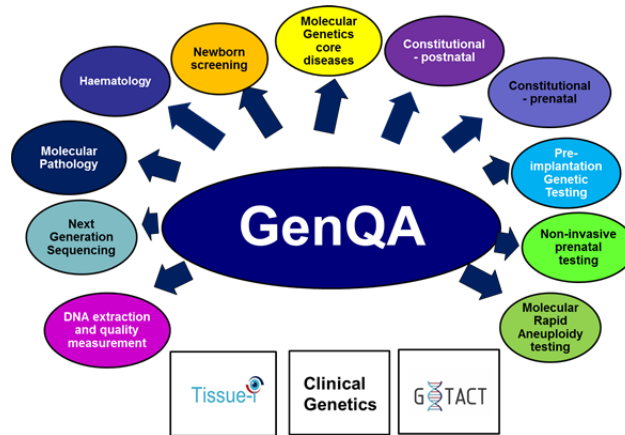 Molecular
Genetics
core
diseases
Newborn
screening
Constitutional
- postnatal
Haematology
Constitutional
- prenatal
Molecular
Pathology
Pre-
implantation
Genetic
Testing
GenQA
Next
Generation
Sequencing
Non-invasive
prenatal
testing
DNA extraction
and quality
measurement
Molecular
Rapid
Aneuploidy
testing
Tissue-i
Clinical
Genetics
G TACT